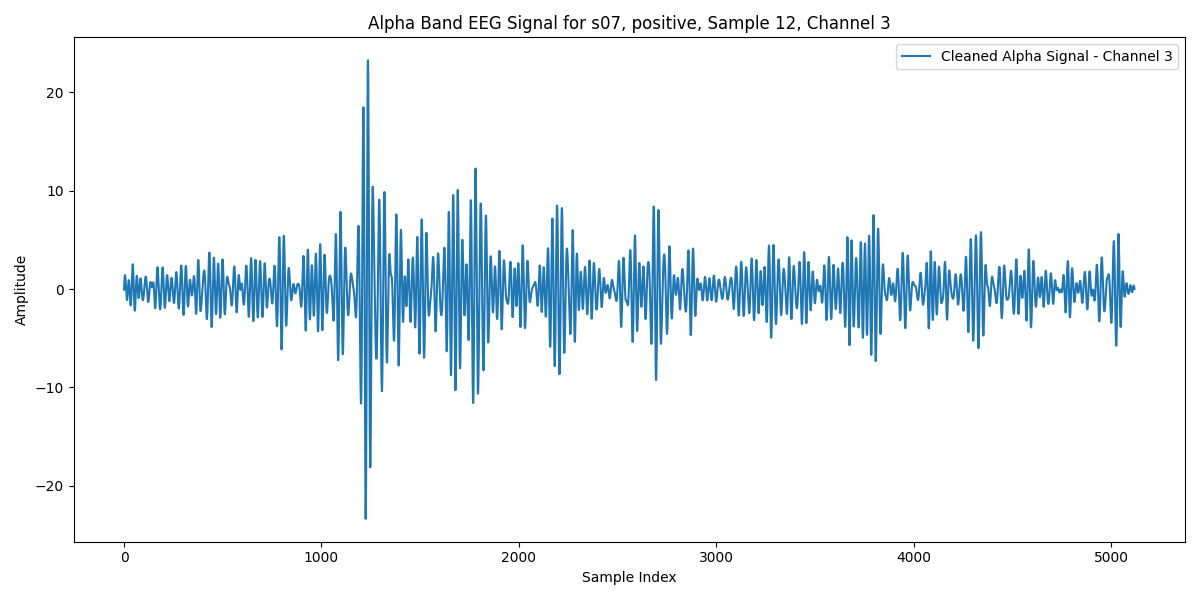 Alpha Band EEG Signal for s07, positive, Sample 12, Channel 3
Cleaned Alpha Signal - Channel 3
20
10
0
−10
−20
Amplitude
0 1000 2000 3000 4000 5000
Sample Index